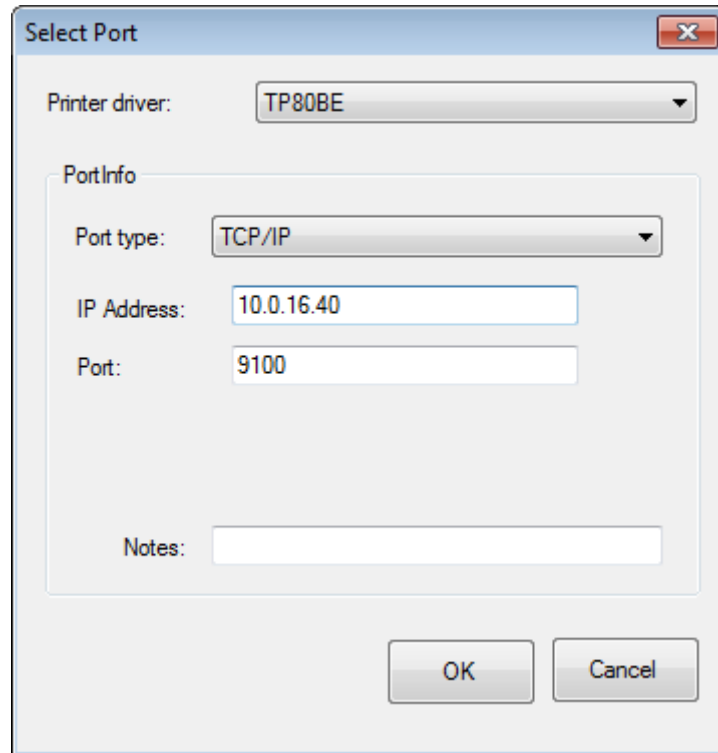 Select Port
Printer driver: TP80BE
PortInfo
Port type: TCP/IP
IP Address: 10.0.16.40
Port: 9100
Notes:
OK Cancel